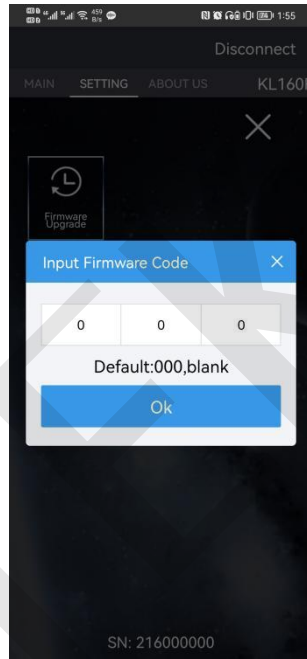 459 B/s 1:55
Disconnect
MAIN SETTING ABOUT US KL160
Firmware
Upgrade
Input Firmware Code
0 0 0
Default:000,blank
Ok
SN: 216000000